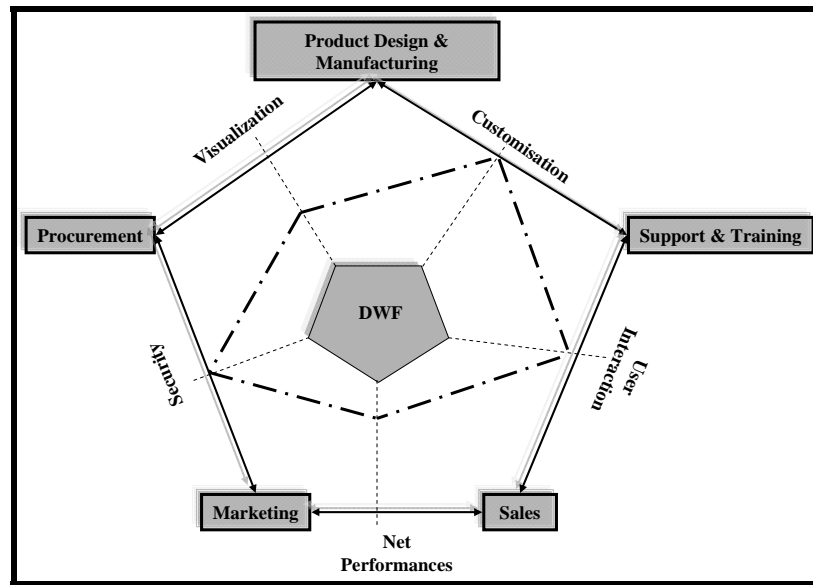 Product Design &
Manufacturing
Visualization
Customisation
Procurement
Support & Training
DWF
Security
User
Interaction
Marketing
Sales
Net
Performances